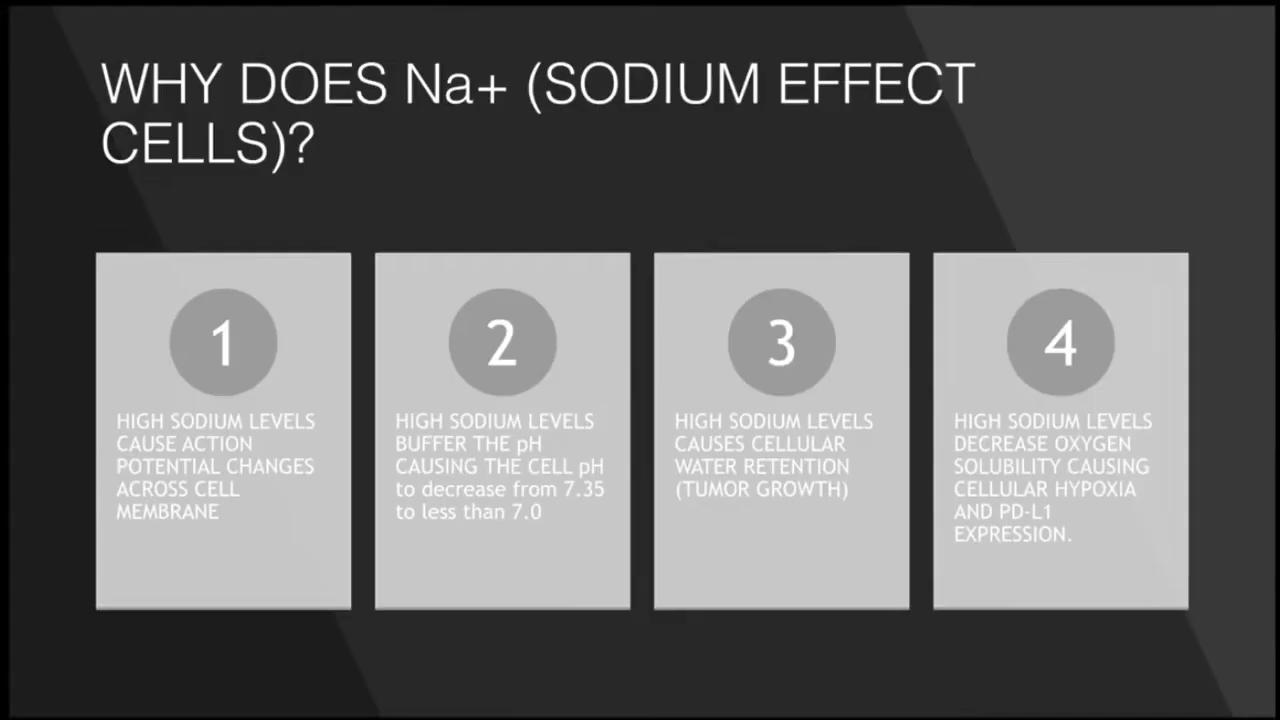 WHY DOES Na+ (SODIUM EFFECT
CELLS)?
1
HIGH SODIUM LEVELS
CAUSE ACTION
POTENTIAL CHANGES
ACROSS CELL
MEMBRANE
2
HIGH SODIUM LEVELS
BUFFER THE pH
CAUSING THE CELL pH
to decrease from 7.35
to less than 7.0
3
HIGH SODIUM LEVELS
CAUSES CELLULAR
WATER RETENTION
(TUMOR GROWTH)
4
HIGH SODIUM LEVELS
DECREASE OXYGEN
SOLUBILITY CAUSING
CELLULAR HYPOXIA
AND PD-L1
EXPRESSION.